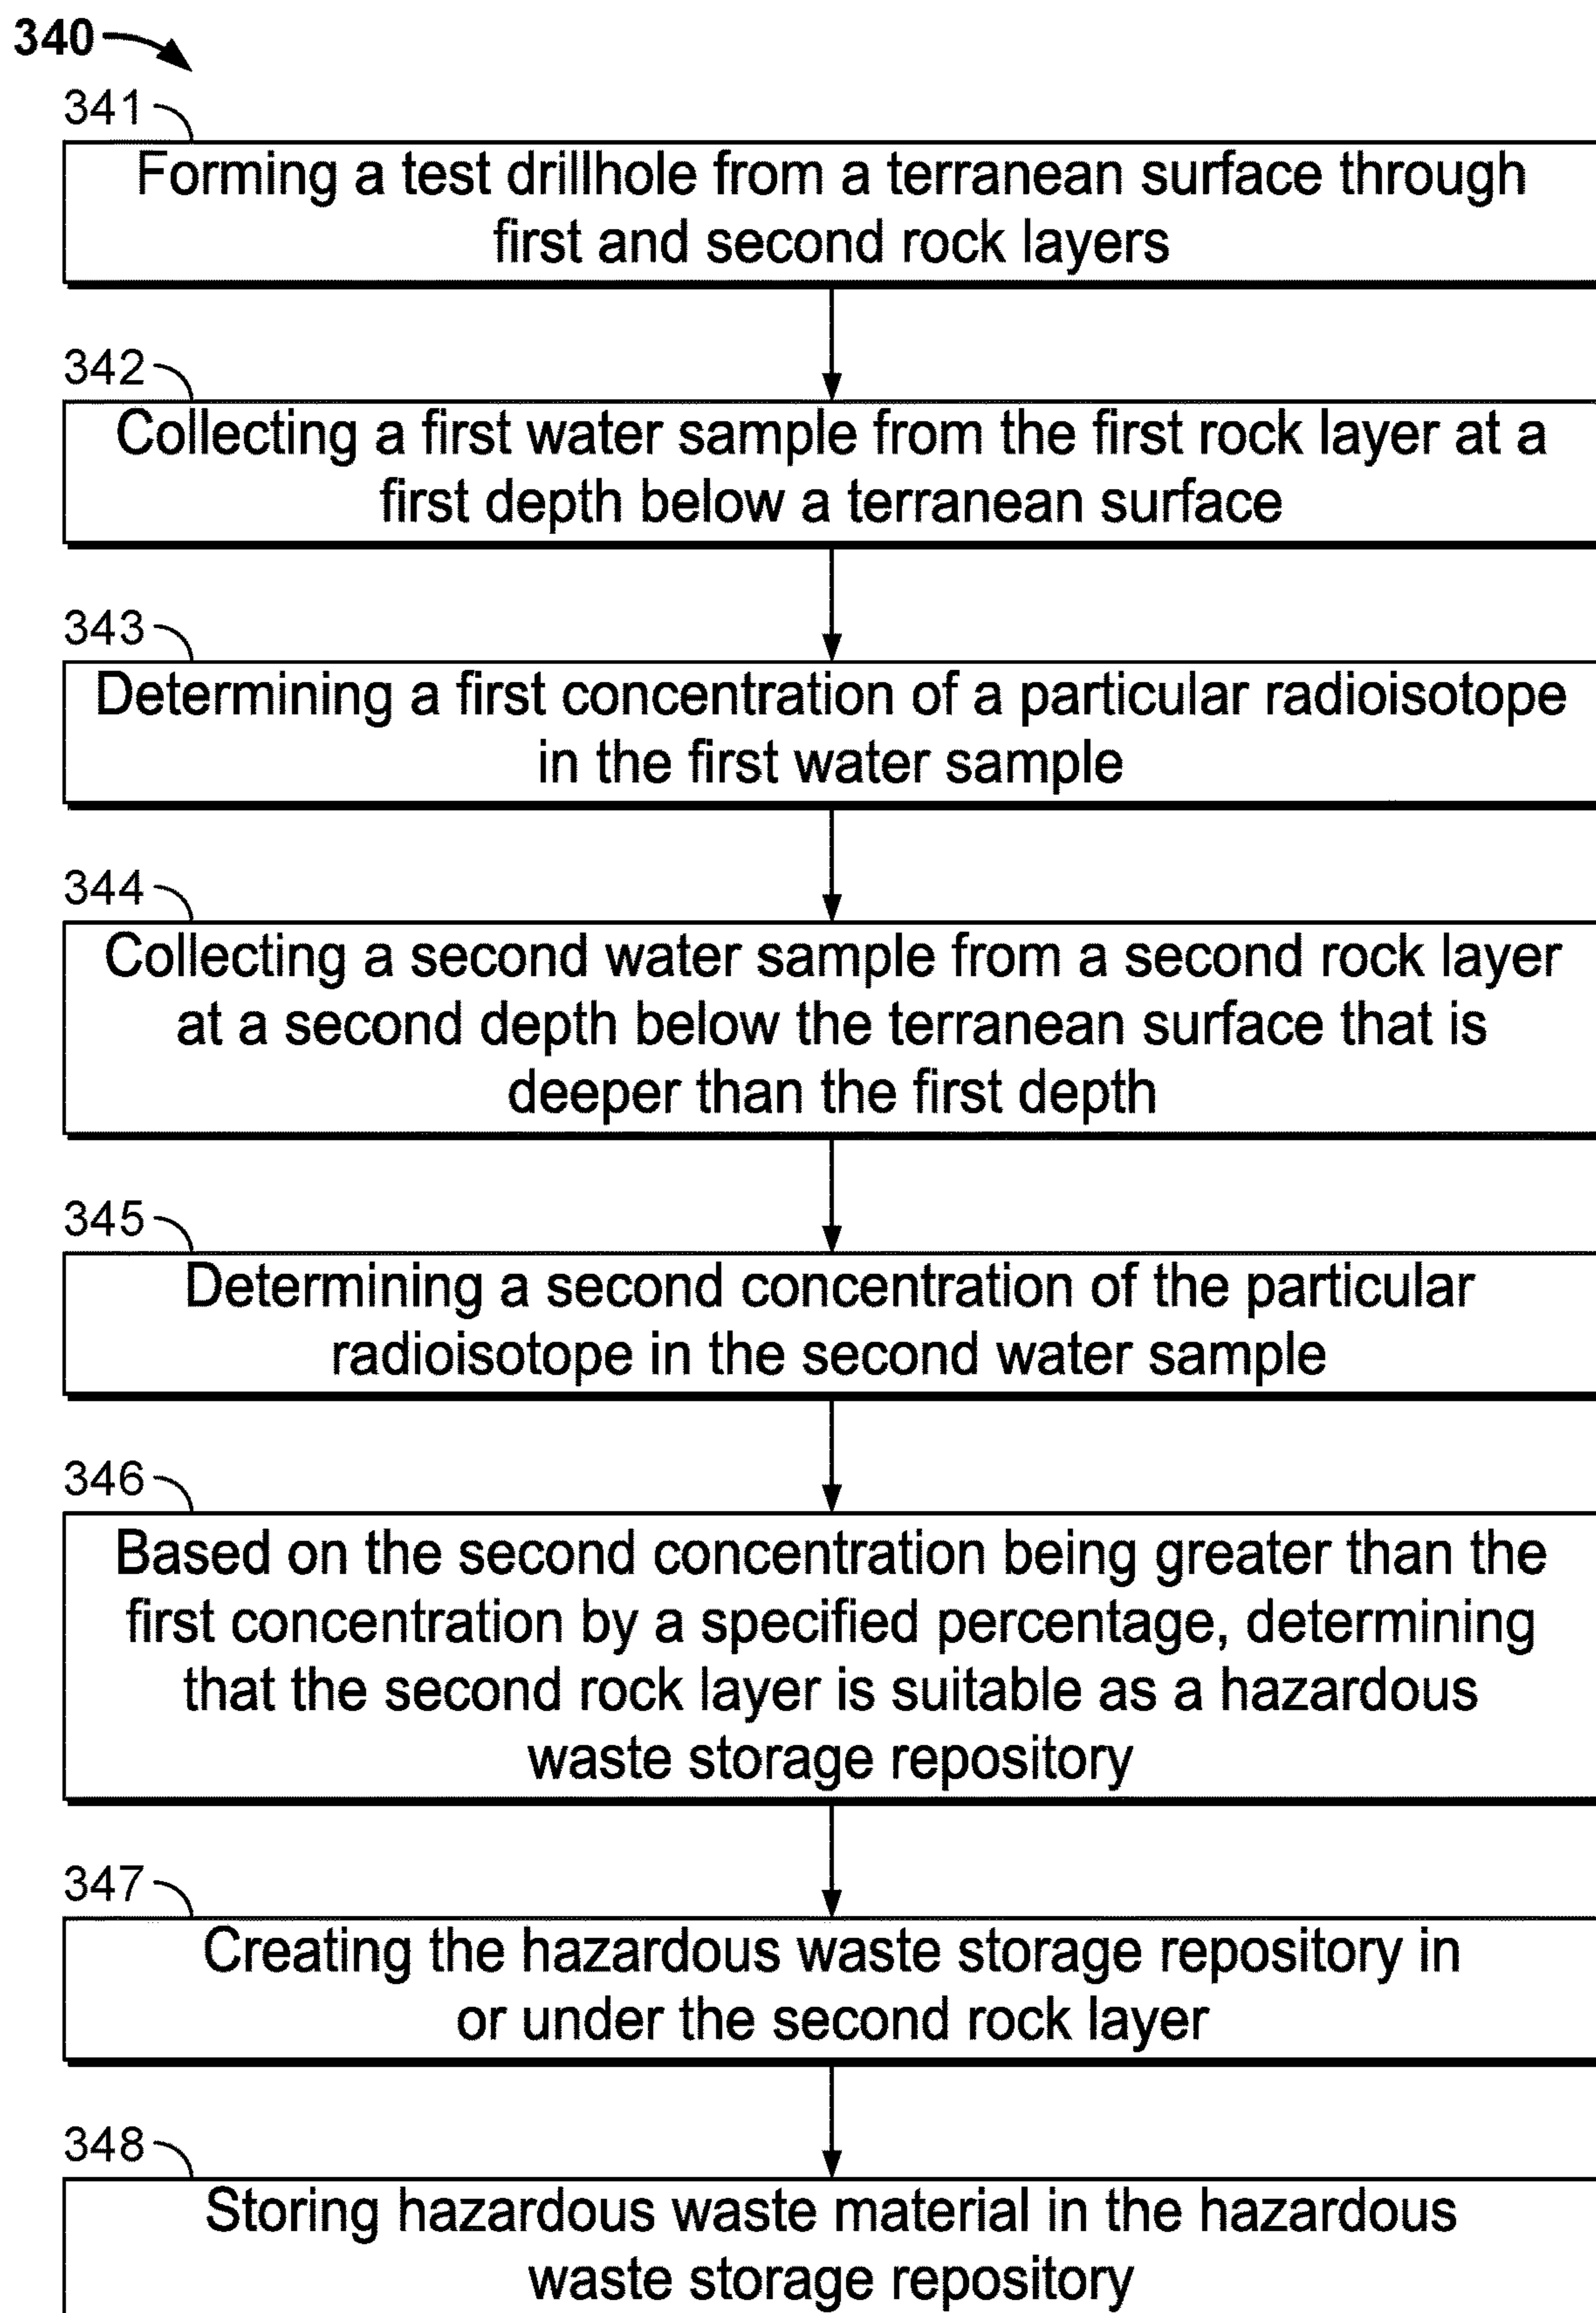 340
341
Forming a test drillhole from a terranean surface through
first and second rock layers
342
Collecting a first water sample from the first rock layer at a
first depth below a terranean surface
343
Determining a first concentration of a particular radioisotope
in the first water sample
344
Collecting a second water sample from a second rock layer
at a second depth below the terranean surface that is
deeper than the first depth
345
Determining a second concentration of the particular
radioisotope in the second water sample
346
Based on the second concentration being greater than the
first concentration by a specified percentage, determining
that the second rock layer is suitable as a hazardous
waste storage repository
347
Creating the hazardous waste storage repository in
or under the second rock layer
348
Storing hazardous waste material in the hazardous
waste storage repository